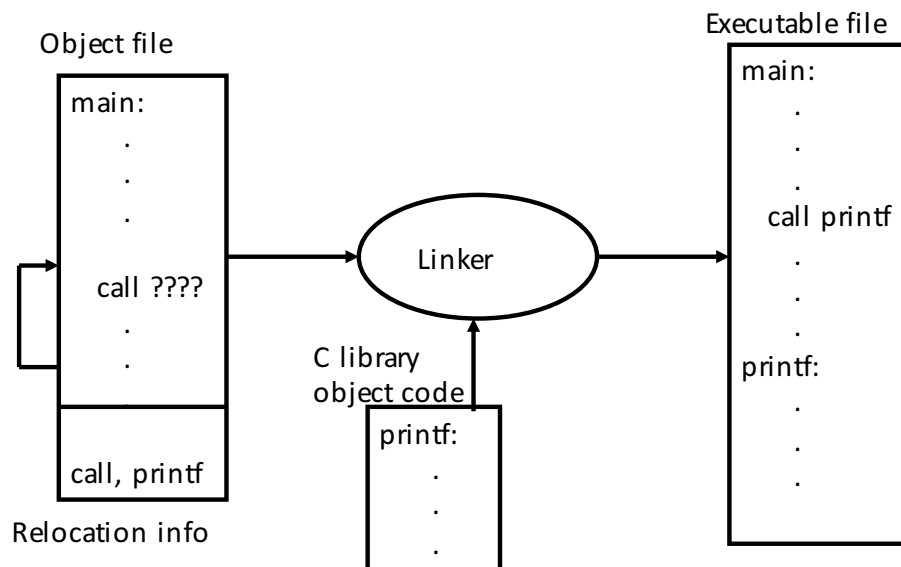 Object file
main:
.
.
.
call ????
.
.
.
call, printf
Relocation info
Linker
C library
object code
printf:
.
.
.
Executable file
main:
.
.
.
call printf
.
.
.
printf:
.
.
.